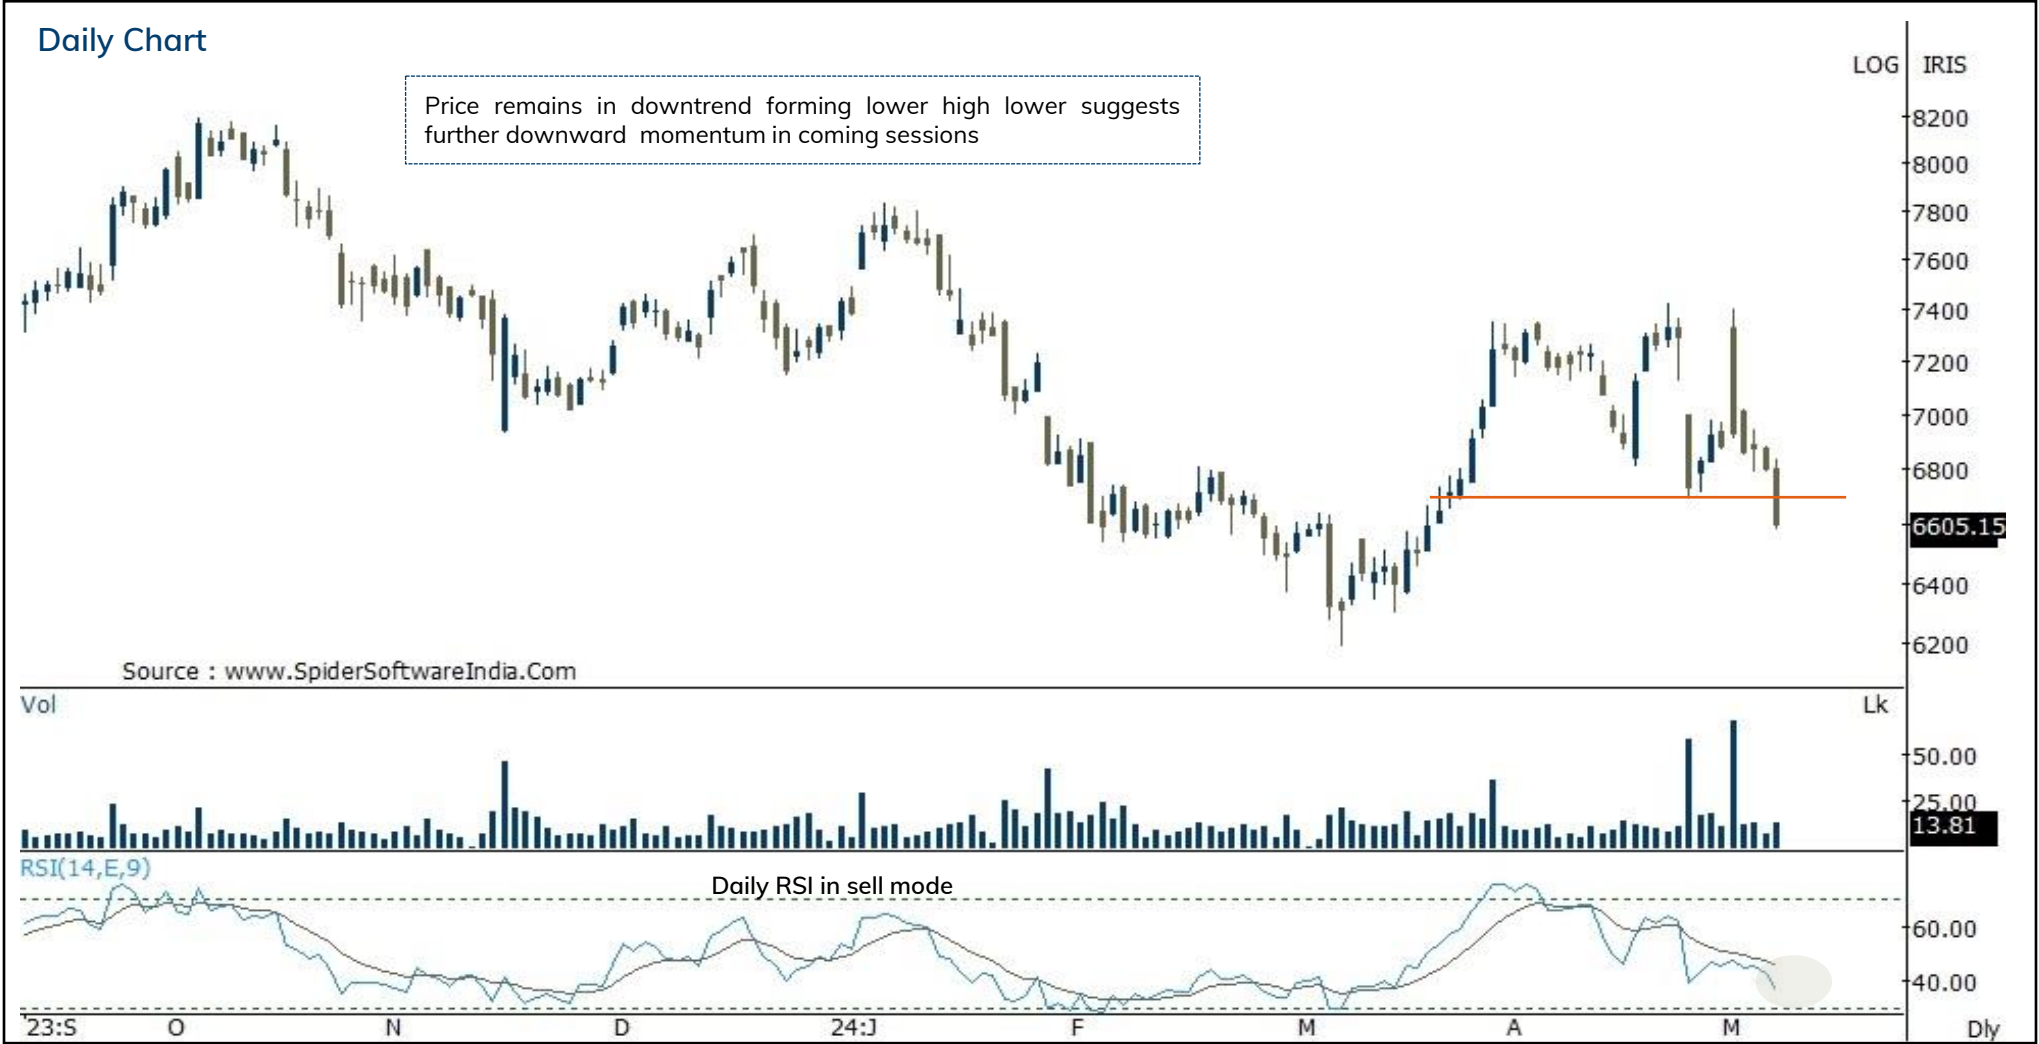 Daily Chart
LOG IRIS
Price remains in downtrend forming lower high lower suggests
further downward momentum in coming sessions
8200
8000
7800
7600
7400
7200
7000
6800
6605.15
6400
6200
Source : www.SpiderSoftwareIndia.Com
Vol
Lk
50.00
25.00
13.81
RSI(14,E,9)
Daily RSI in sell mode
60.00
40.00
'23:S O N D 24:J F M A M Dly